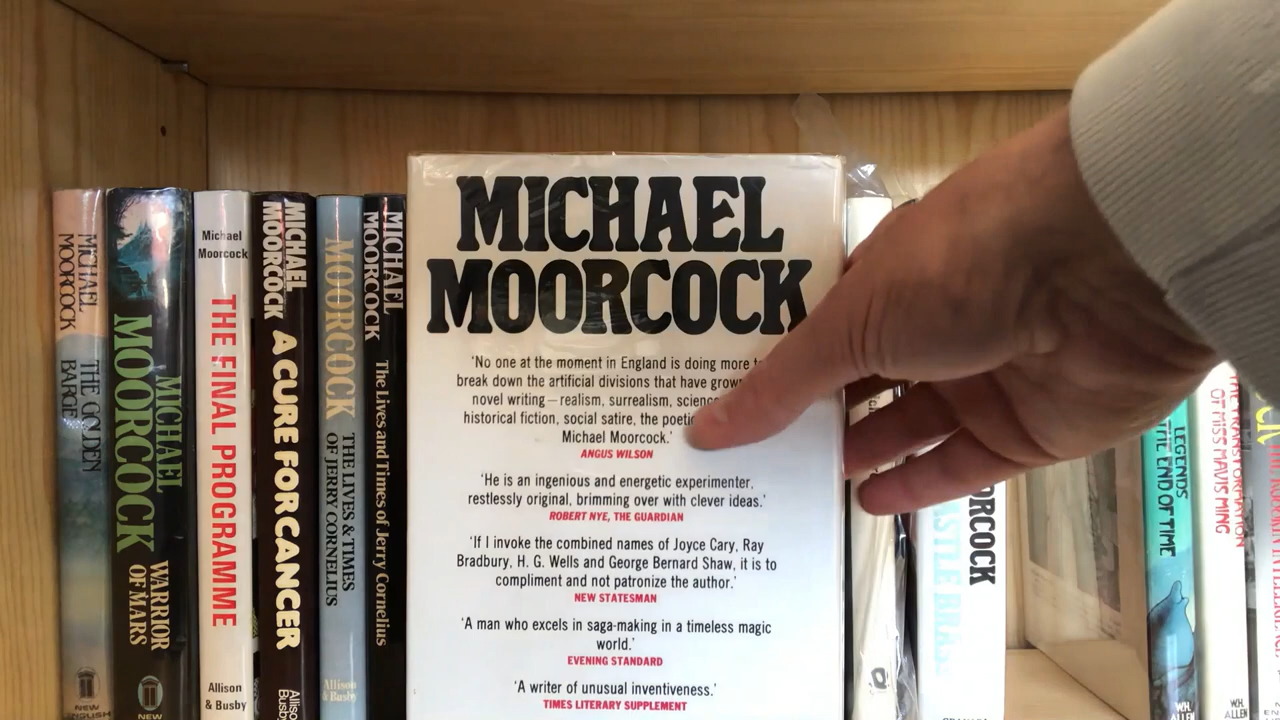 MICHAEL
MOORCOCK
THE GOLDEN
BARGE
NEW
ENGLISH
MICHAEL
MOORCOCK
WARRIOR
OF MARS
NEW
Michael
Moorcock
THE FINAL PROGRAMME
Allison
& Busby
MICHAEL
MOORCOCK
A CURE FOR CANCER
Allison
Busby
MOORCOCK
THE LIVES & TIMES
OF JERRY CORNELIUS
Allison
& Busby
MICHAEL
MOORCOCK
The Lives and Times of Jerry Cornelius
MICHAEL
MOORCOCK
'No one at the moment in England is doing more
break down the artificial divisions that have
novel writing—realism, surrealism,
historical fiction, social satire, the
Michael Moorcock.'
ANGUS WILSON
'He is an ingenious and energetic experimenter,
restlessly original, brimming over with clever ideas.'
ROBERT NYE, THE GUARDIAN
'If I invoke the combined names of Joyce Cary, Ray
Bradbury, H. G. Wells and George Bernard Shaw, it is to
compliment and not patronize the author.'
NEW STATESMAN
'A man who excels in saga-making in a timeless magic
world.'
EVENING STANDARD
'A writer of unusual inventiveness.'
TIMES LITERARY SUPPLEMENT
ORCOCK
LEGENDS
THE END OF TIME
W.H.
ALLEN
THE TRANSFORMATION
OF MISS MAVIS MING
W.H.
ALLEN